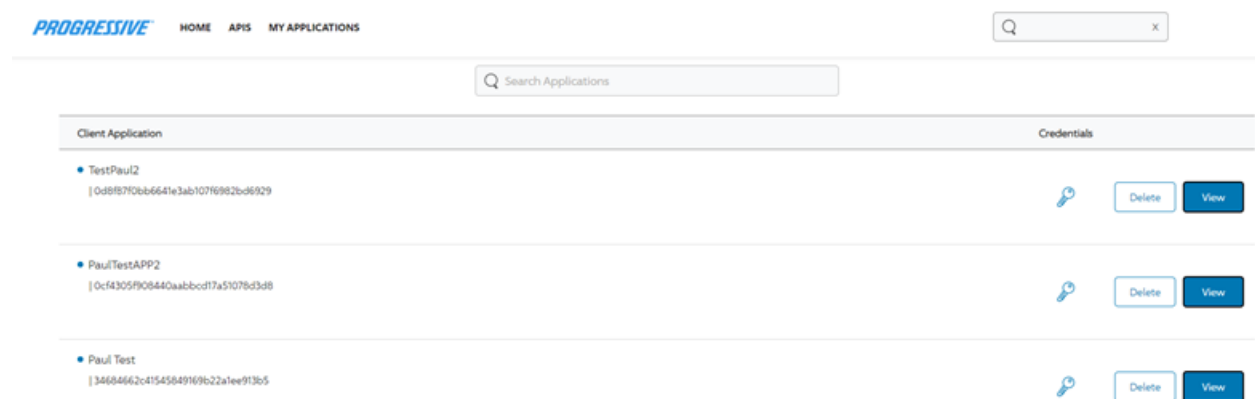 PROGRESSIVE HOME APIS MY APPLICATIONS x
Search Applications
Client Application Credentials
TestPaul2
|0d8f87f0bb6641e3ab107f6982bd6929
Delete View
PaulTestAPP2
|0cf4305f908440aabbcd17a51078d3d8
Delete View
Paul Test
|34684662c41545849169b22a1ee913b5
Delete View